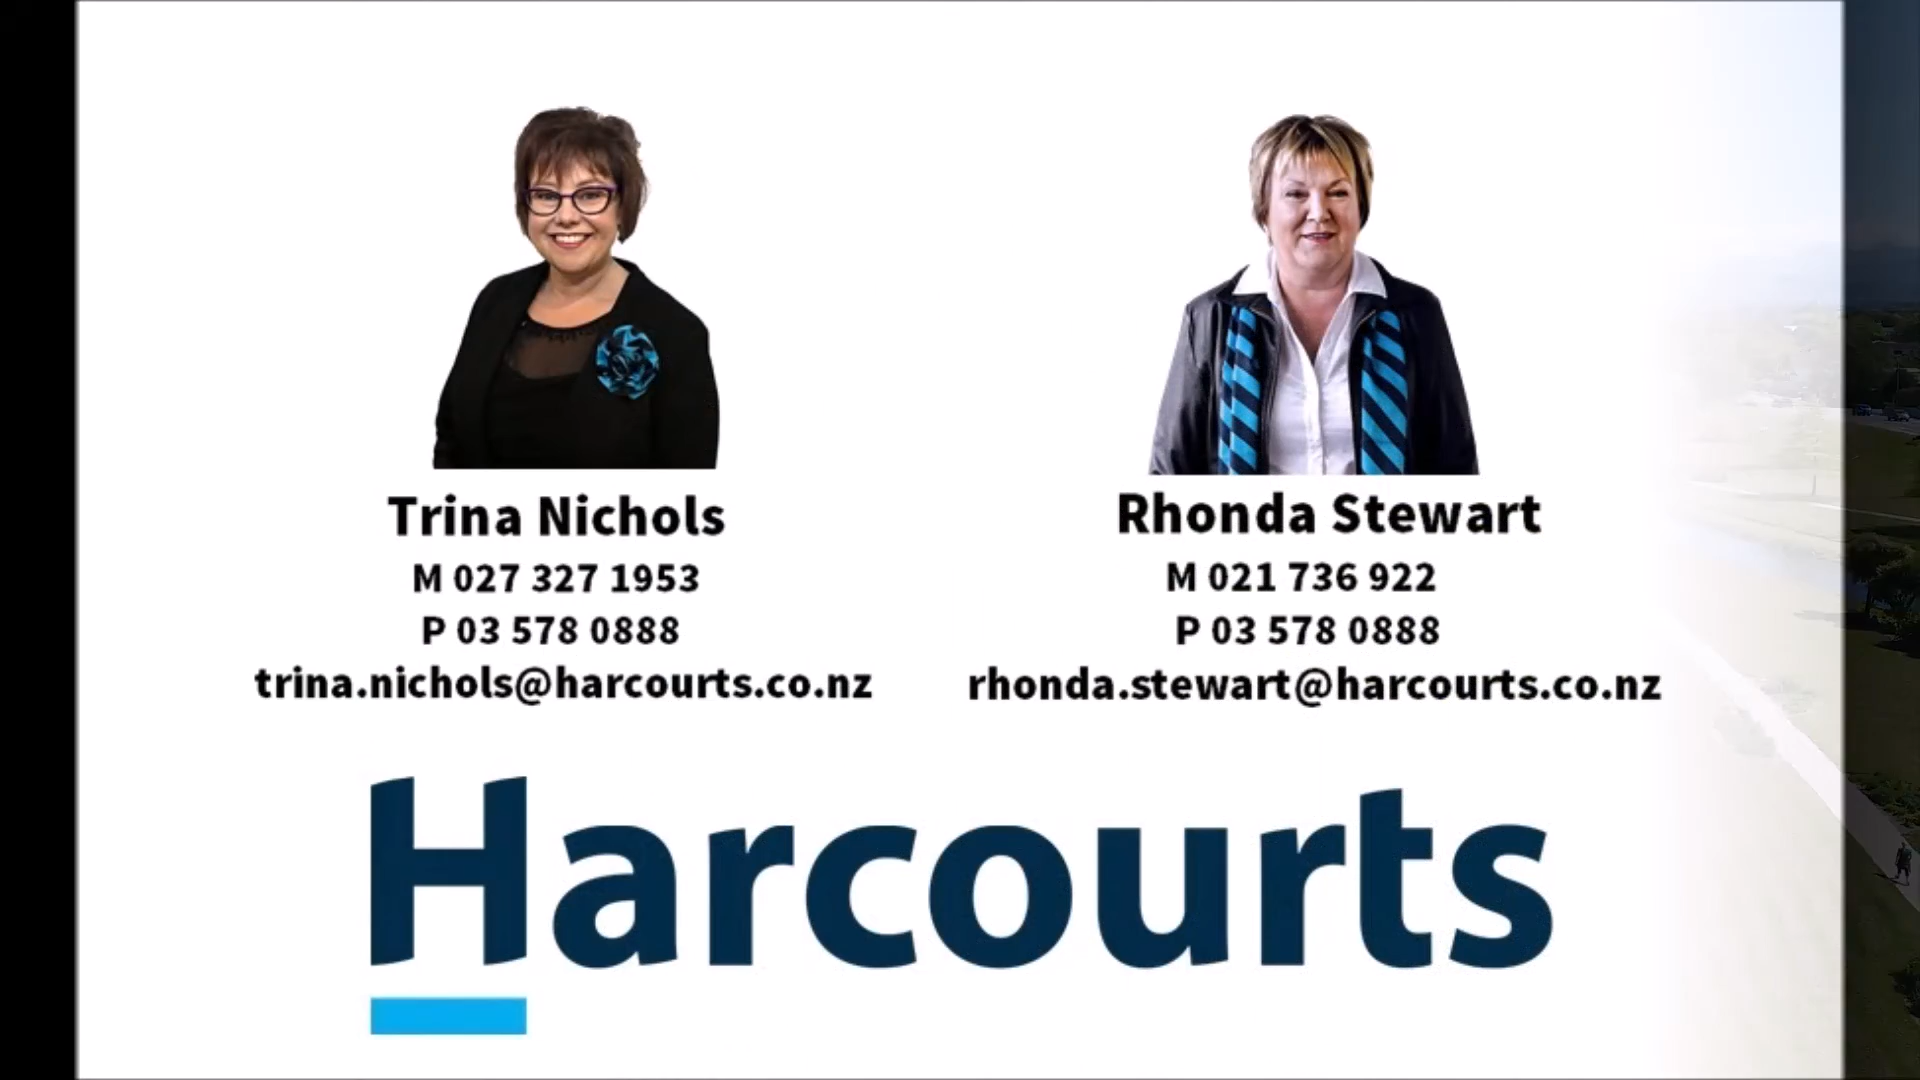 Trina Nichols
M 027 327 1953
P 03 578 0888
trina.nichols@harcourts.co.nz
Rhonda Stewart
M 021 736 922
P 03 578 0888
rhonda.stewart@harcourts.co.nz
Harcourts